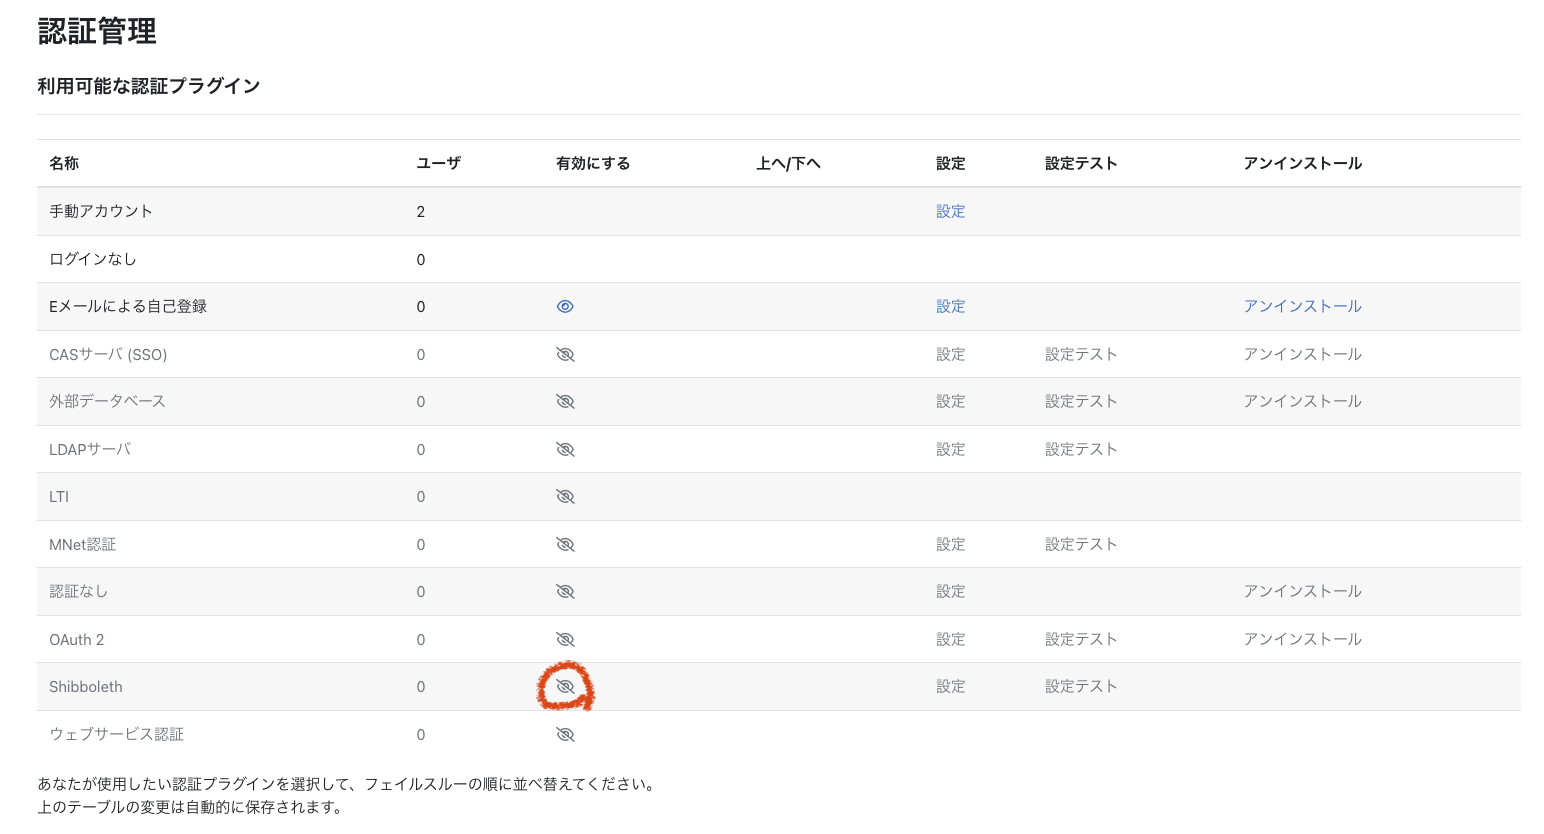 認証管理
利用可能な認証プラグイン
名称 ユーザ 有効にする 上へ/下へ 設定 設定テスト アンインストール
手動アカウント 2 設定
ログインなし 0
Eメールによる自己登録 0 設定 アンインストール
CASサーバ (SSO) 0 設定 設定テスト アンインストール
外部データベース 0 設定 設定テスト アンインストール
LDAPサーバ 0 設定 設定テスト
LTI 0
MNet認証 0 設定 設定テスト
認証なし 0 設定 アンインストール
OAuth 2 0 設定 設定テスト アンインストール
Shibboleth 0 設定 設定テスト
ウェブサービス認証 0
あなたが使用したい認証プラグインを選択して、フェイルスルーの順に並べ替えてください。
上のテーブルの変更は自動的に保存されます。